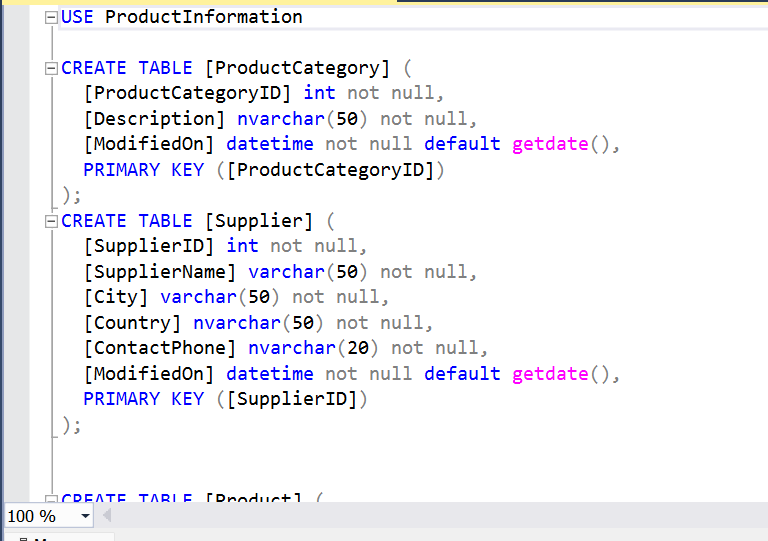 USE ProductInformation
CREATE TABLE [ProductCategory] (
[ProductCategoryID] int not null,
[Description] nvarchar(50) not null,
[ModifiedOn] datetime not null default getdate(),
PRIMARY KEY ([ProductCategoryID])
);
CREATE TABLE [Supplier] (
[SupplierID] int not null,
[SupplierName] varchar(50) not null,
[City] varchar(50) not null,
[Country] nvarchar(50) not null,
[ContactPhone] nvarchar(20) not null,
[ModifiedOn] datetime not null default getdate(),
PRIMARY KEY ([SupplierID])
);
CREATE TABLE [Product] (
100 %